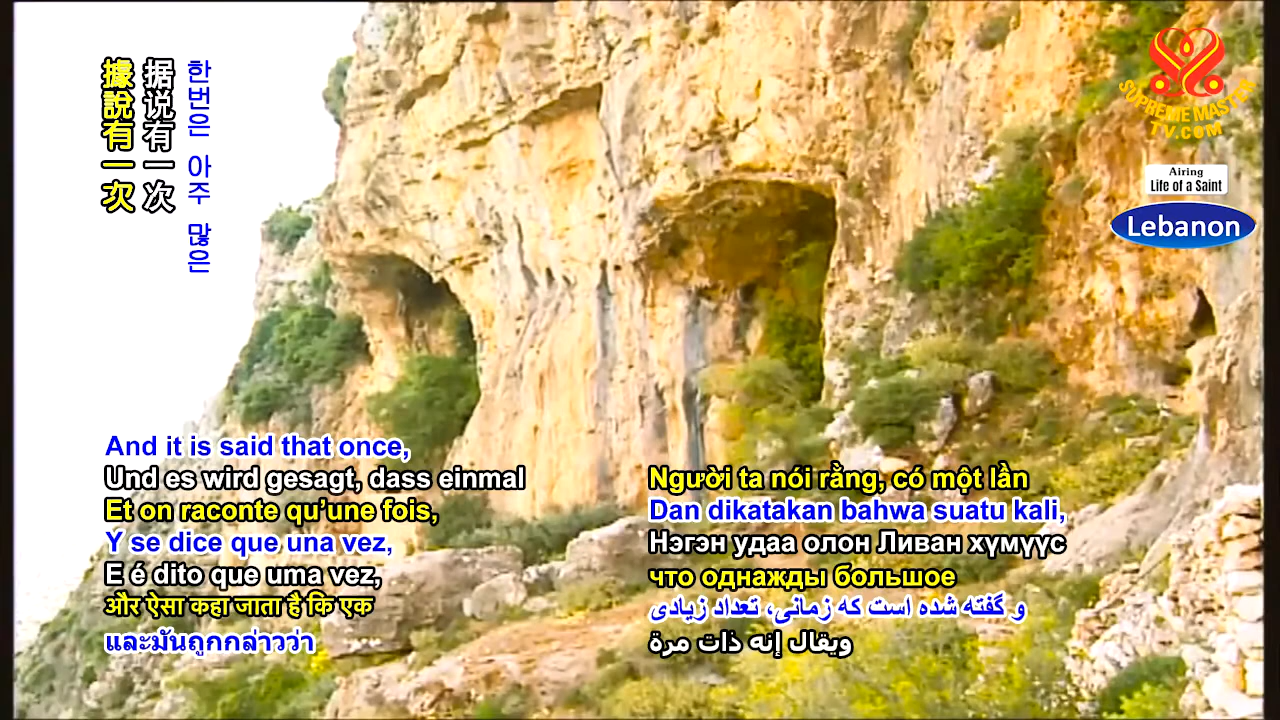 據說有一次
据说有一次
한번은 아주 많은
SUPREME MASTER
TV.COM
Airing
Life of a Saint
Lebanon
And it is said that once,
Und es wird gesagt, dass einmal
Et on raconte qu'une fois,
Y se dice que una vez,
E é dito que uma vez,
और ऐसा कहा जाता है कि एक
และมันถูกกล่าวว่า
Người ta nói rằng, có một lần
Dan dikatakan bahwa suatu kali,
Нэгэн удаа олон Ливан хүмүүс
что однажды большое
و گفته شده است که زمانی، تعداد زیادی
ويقال إنه ذات مرة